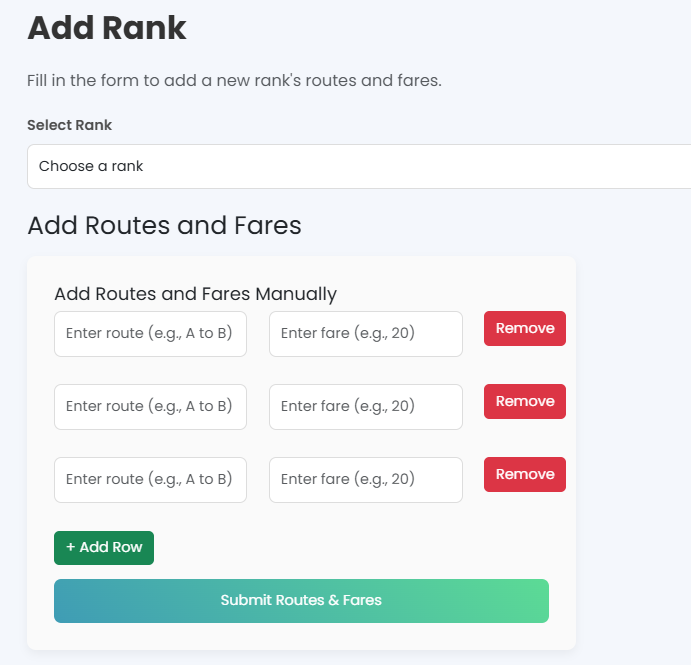 Add Rank
Fill in the form to add a new rank's routes and fares.
Select Rank
Choose a rank
Add Routes and Fares
Add Routes and Fares Manually
Enter route (e.g., A to B) Enter fare (e.g., 20) Remove
Enter route (e.g., A to B) Enter fare (e.g., 20) Remove
Enter route (e.g., A to B) Enter fare (e.g., 20) Remove
+ Add Row
Submit Routes & Fares